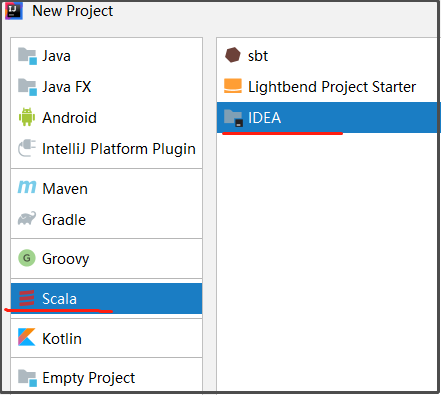 New Project
Java
Java FX
Android
IntelliJ Platform Plugin
Maven
Gradle
Groovy
Scala
Kotlin
Empty Project
sbt
Lightbend Project Starter
IDEA